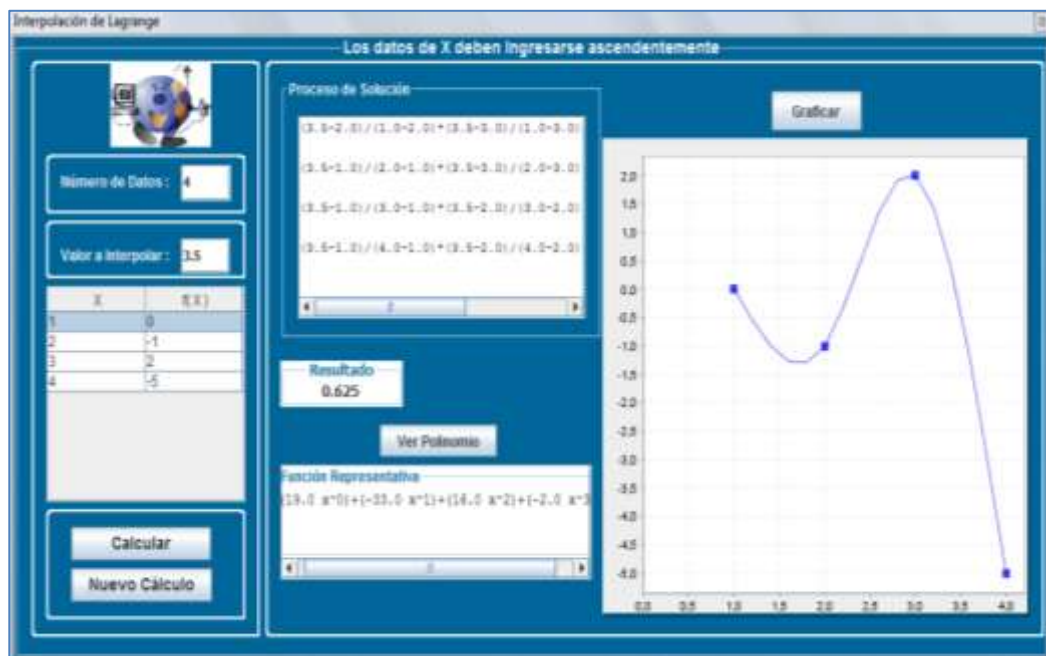 Interpolación de Lagrange
Los datos de X deben Ingresarse ascendentemente
Número de Datos : 4
Valor a Interpolar : 3.5
X f( X )
1 0
2 -1
3 2
4 -5
Calcular
Nuevo Cálculo
Proceso de Solución
(3.5-2.0)/(1.0-2.0)*(3.5-3.0)/(1.0-3.0)
(3.5-1.0)/(2.0-1.0)*(3.5-3.0)/(2.0-3.0)
(3.5-1.0)/(3.0-1.0)*(3.5-2.0)/(3.0-2.0)
(3.5-1.0)/(4.0-1.0)*(3.5-2.0)/(4.0-2.0)
Resultado
0.625
Ver Polinomio
Función Representativa
(19.0 x^0)+(-33.0 x^1)+(16.0 x^2)+(-2.0 x^3
Graficar
2.0
1.5
1.0
0.5
0.0
-0.5
-1.0
-1.5
-2.0
-2.5
-3.0
-3.5
-4.0
-4.5
-5.0
0.0 0.5 1.0 1.5 2.0 2.5 3.0 3.5 4.0